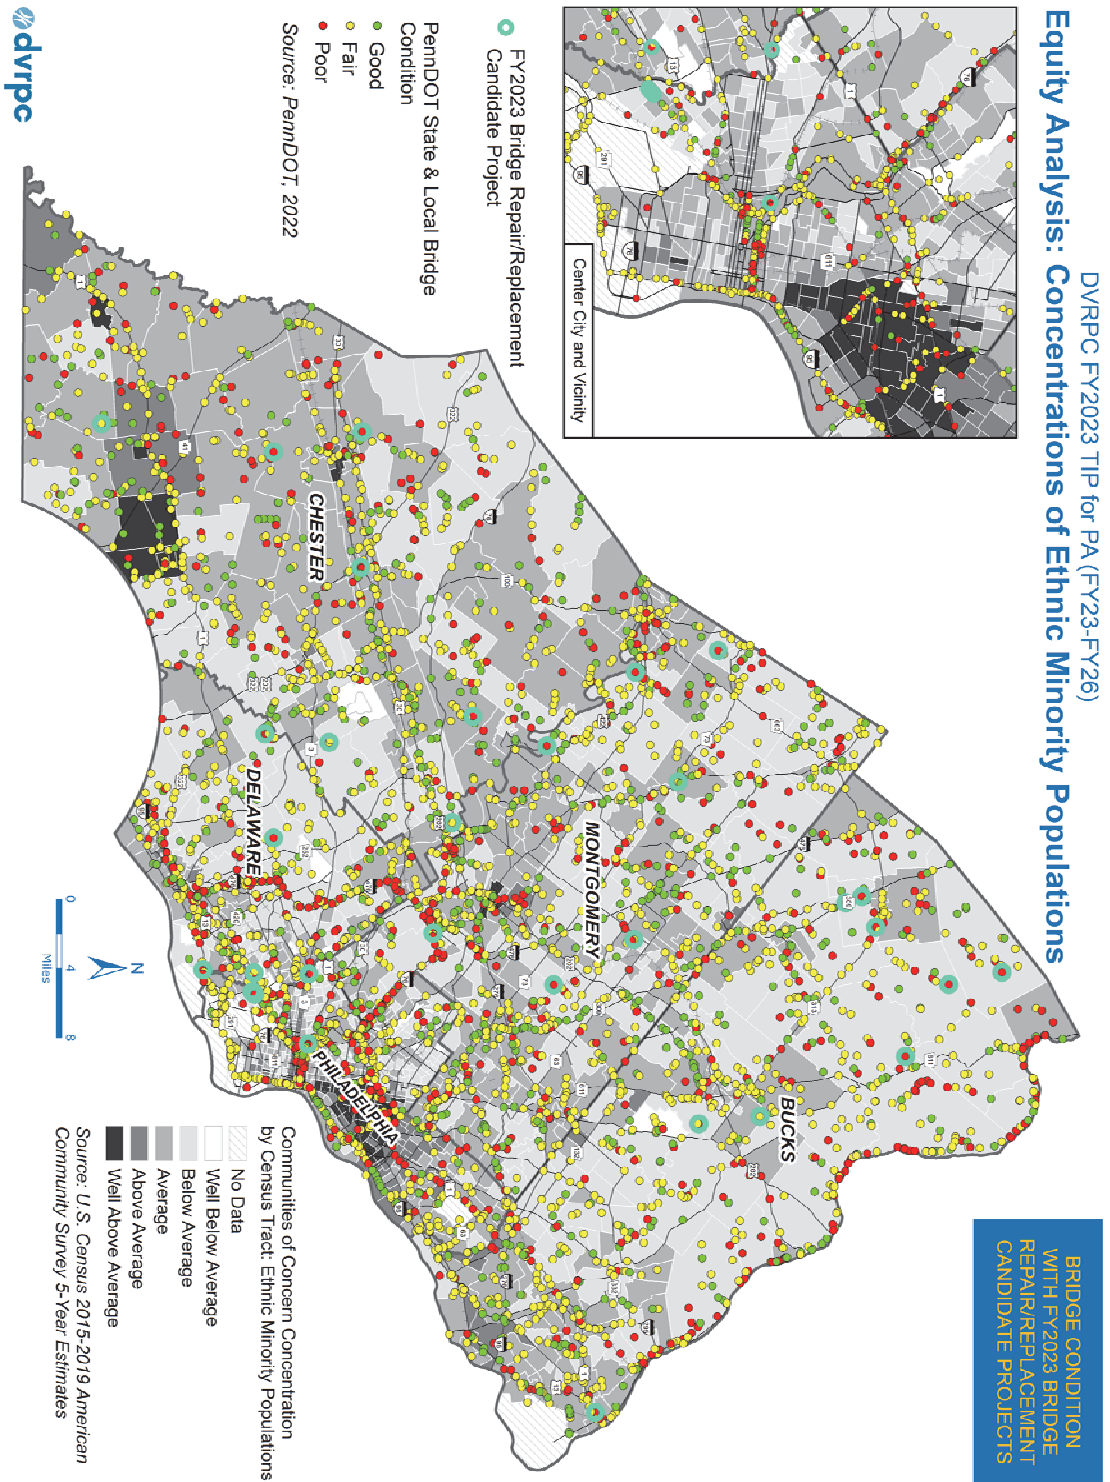 DVRPC FY2023 TIP for PA (FY23-FY26)
Equity Analysis: Concentrations of Ethnic Minority Populations
BRIDGE CONDITION
WITH FY2023 BRIDGE
REPAIR/REPLACEMENT
CANDIDATE PROJECTS
Center City and Vicinity
FY2023 Bridge Repair/Replacement
Candidate Project
PennDOT State & Local Bridge
Condition
Good
Fair
Poor
Source: PennDOT, 2022
CHESTER
DELAWARE
MONTGOMERY
BUCKS
PHILADELPHIA
N
0
4
8
Miles
Communities of Concern Concentration
by Census Tract: Ethnic Minority Populations
No Data
Well Below Average
Below Average
Average
Above Average
Well Above Average
Source: U.S. Census 2015-2019 American
Community Survey 5-Year Estimates
dvrpc